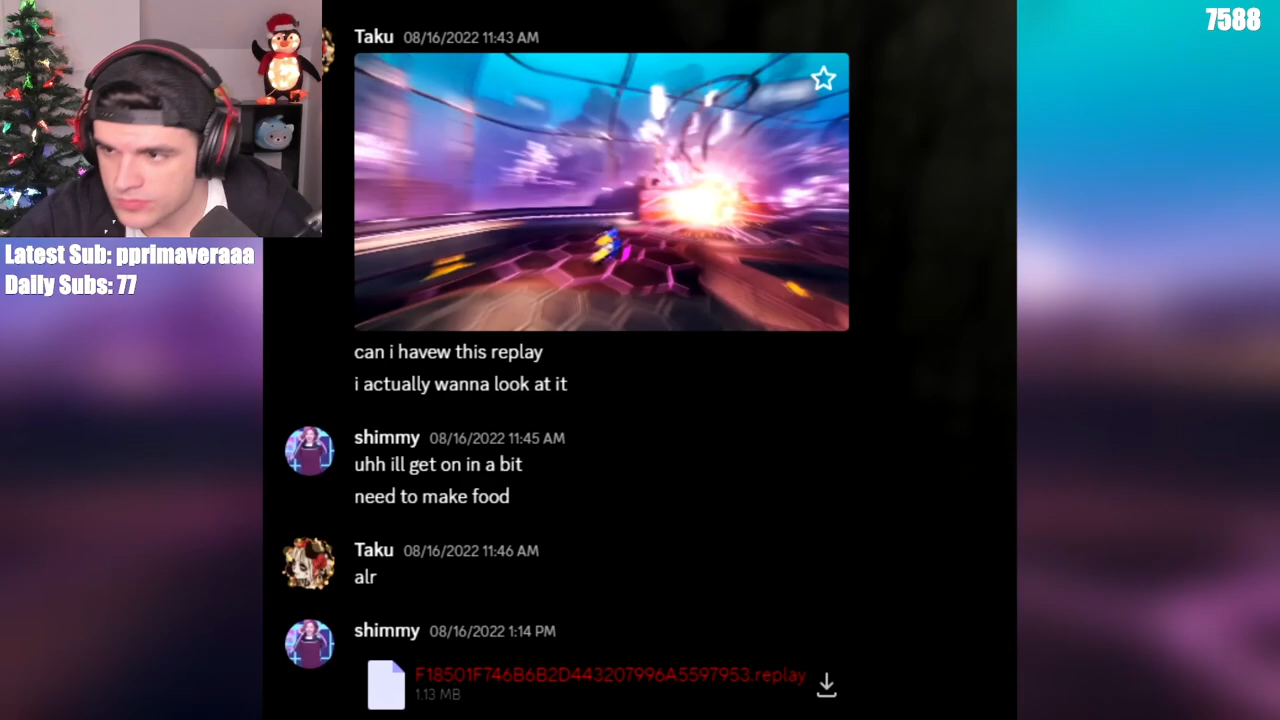 7588
Taku 08/16/2022 11:43 AM
can i havew this replay
i actually wanna look at it
Latest Sub: pprimaveraaa
Daily Subs: 77
shimmy 08/16/2022 11:45 AM
uhh ill get on in a bit
need to make food
Taku 08/16/2022 11:46 AM
alr
shimmy 08/16/2022 1:14 PM
F18501F746B6B2D443207996A5597953.replay
1.13 MB